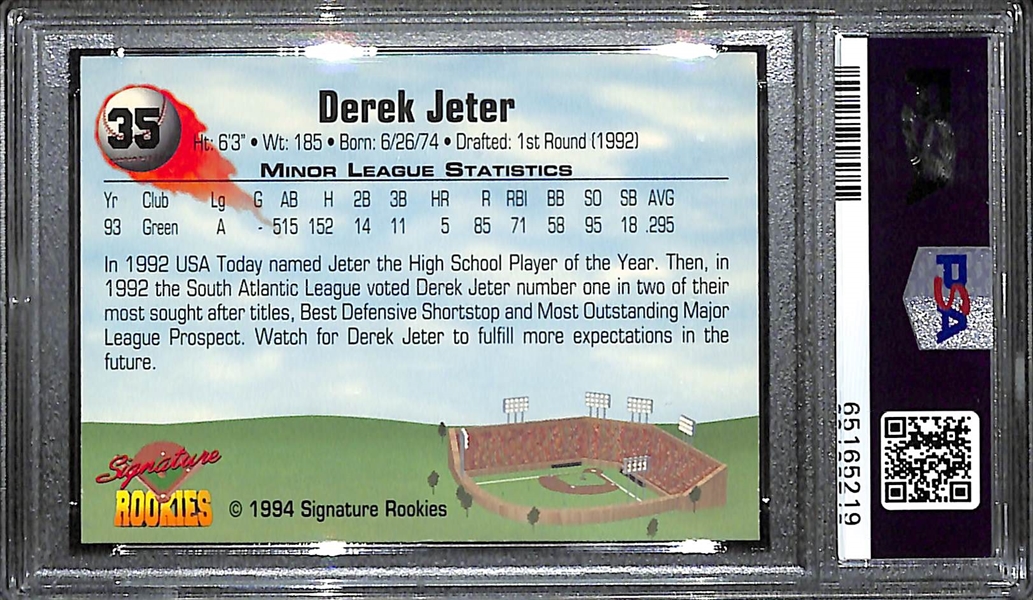 35
Derek Jeter
Ht: 6'3" • Wt: 185 • Born: 6/26/74 • Drafted: 1st Round (1992)
MINOR LEAGUE STATISTICS
Yr Club Lg G AB H 2B 3B HR R RBI BB SO SB AVG
93 Green A - 515 152 14 11 5 85 71 58 95 18 .295
In 1992 USA Today named Jeter the High School Player of the Year. Then, in
1992 the South Atlantic League voted Derek Jeter number one in two of their
most sought after titles, Best Defensive Shortstop and Most Outstanding Major
League Prospect. Watch for Derek Jeter to fulfill more expectations in the
future.
Signature
ROOKIES
© 1994 Signature Rookies
PSA
65165219